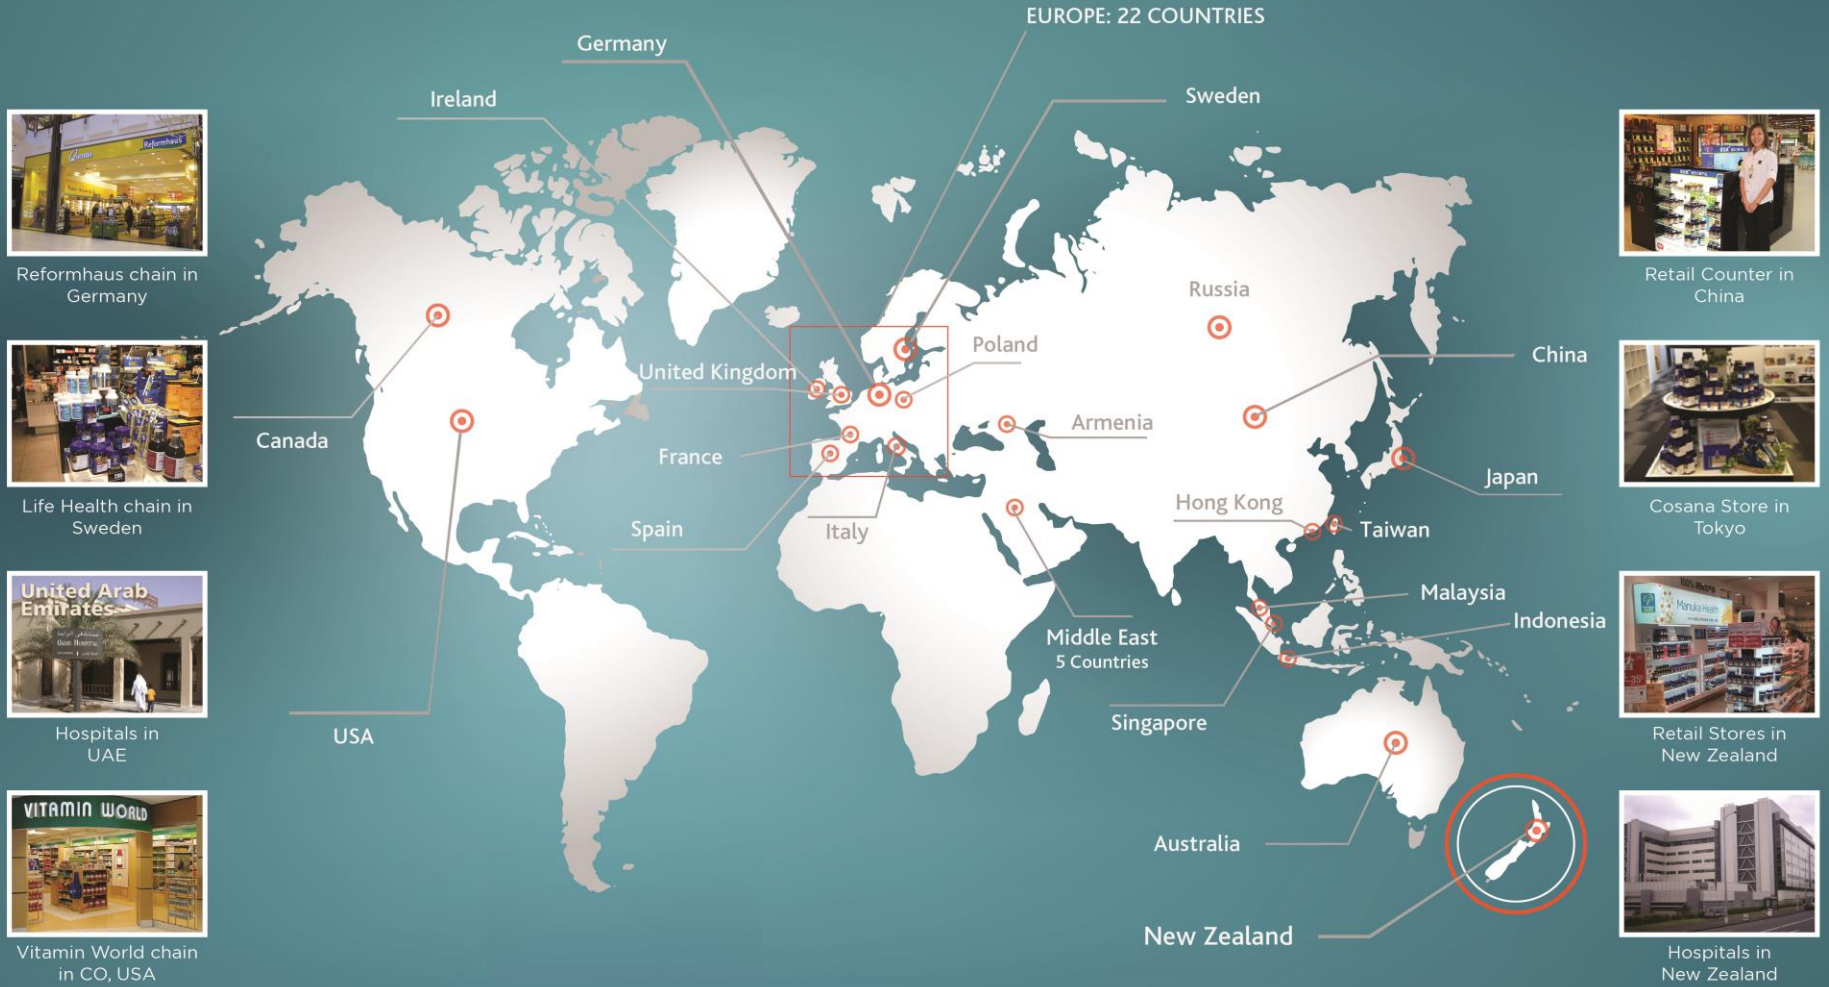 EUROPE: 22 COUNTRIES
Germany
Ireland
Sweden
Reformhaus
Reformhaus chain in
Germany
Retail Counter in
China
Russia
Poland
China
United Kingdom
Armenia
Canada
France
Japan
Life Health chain in
Sweden
Hong Kong
Spain
Italy
Taiwan
Cosana Store in
Tokyo
United Arab
Emirates
Malaysia
Indonesia
Manuka Health
Middle East
5 Countries
Singapore
USA
Hospitals in
UAE
Retail Stores in
New Zealand
VITAMIN WORLD
Australia
New Zealand
Vitamin World chain
in CO, USA
Hospitals in
New Zealand